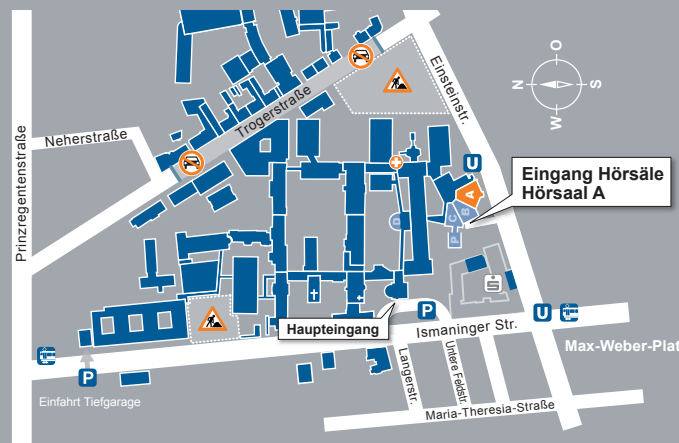 O
N
S
W
Einsteinstr.
Trogerstraße
Neherstraße
Prinzregentenstraße
U
Eingang Hörsäle
Hörsaal A
A
B
C
D
P
S
Haupteingang
P
Ismaninger Str.
U
Max-Weber-Plat
Langerstr.
Untere Feldstr.
P
Einfahrt Tiefgarage
Maria-Theresia-Straße